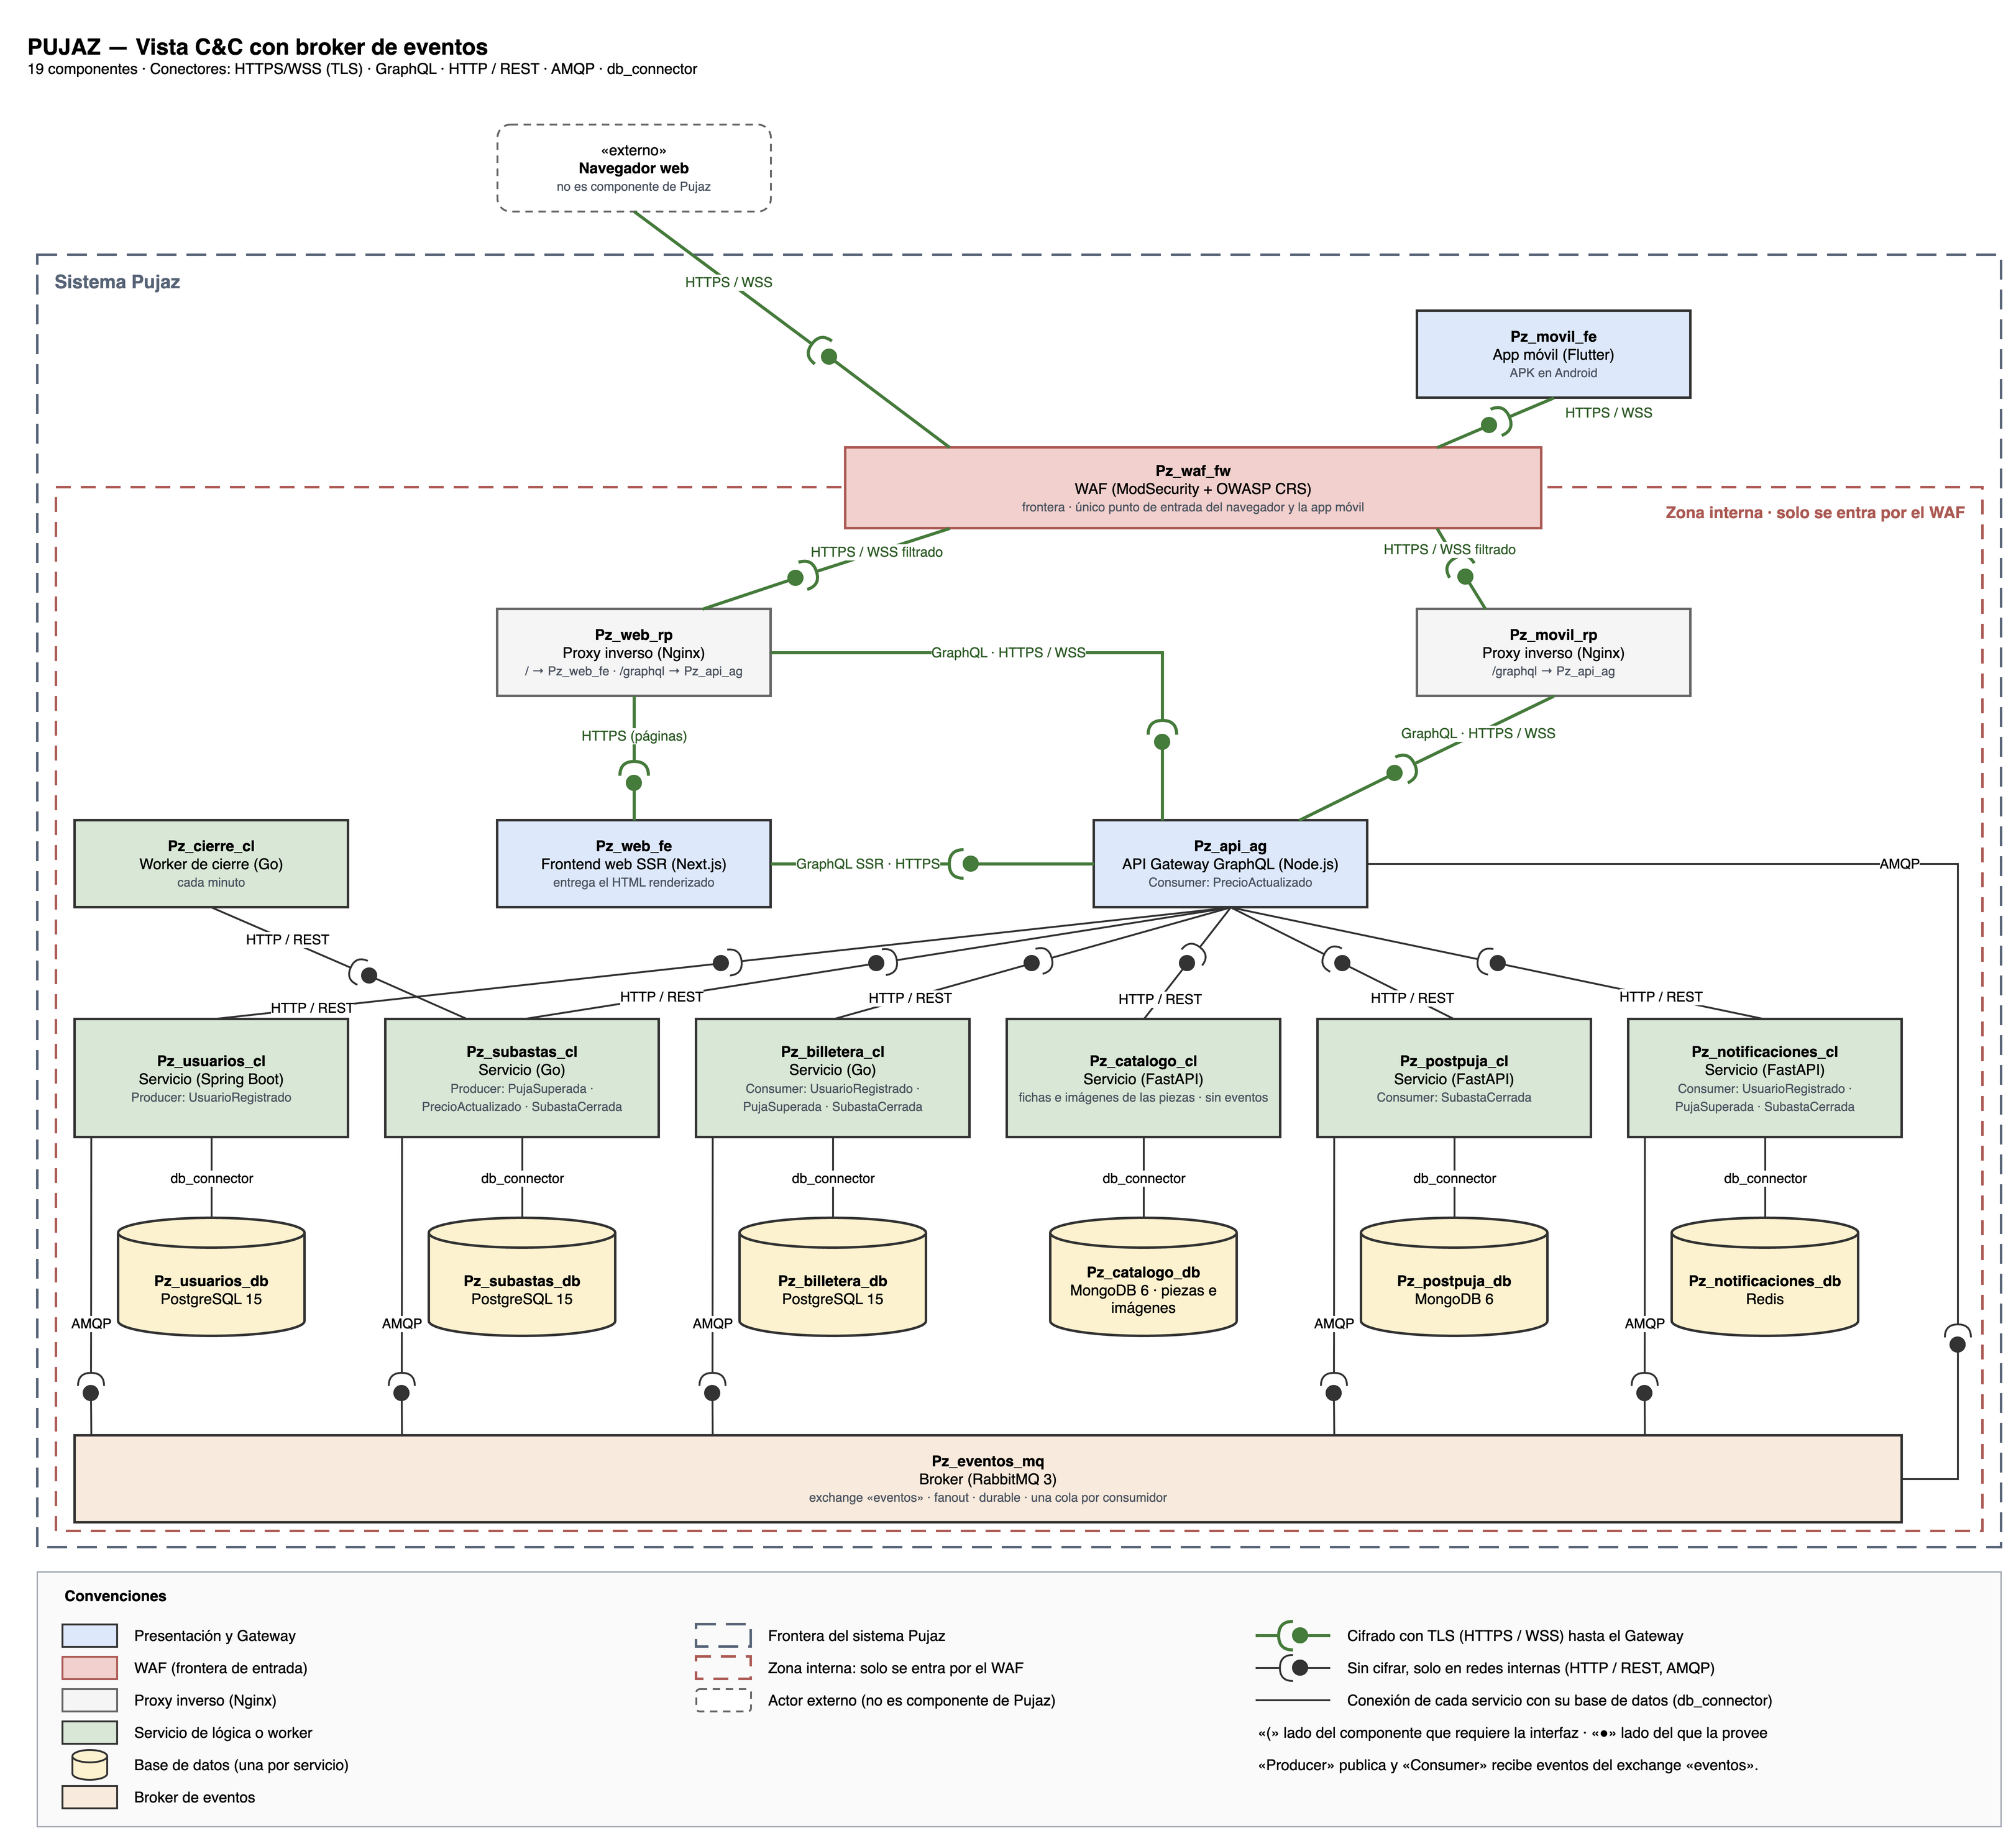 PUJAZ — Vista C&C con broker de eventos
19 componentes · Conectores: HTTPS/WSS (TLS) · GraphQL · HTTP / REST · AMQP · db_connector
«externo»
Navegador web
no es componente de Pujaz
Sistema Pujaz
HTTPS / WSS
Pz_movil_fe
App móvil (Flutter)
APK en Android
HTTPS / WSS
Pz_waf_fw
WAF (ModSecurity + OWASP CRS)
frontera · único punto de entrada del navegador y la app móvil
Zona interna · solo se entra por el WAF
HTTPS / WSS filtrado
HTTPS / WSS filtrado
Pz_web_rp
Proxy inverso (Nginx)
/ → Pz_web_fe · /graphql → Pz_api_ag
GraphQL · HTTPS / WSS
Pz_movil_rp
Proxy inverso (Nginx)
/graphql → Pz_api_ag
HTTPS (páginas)
GraphQL · HTTPS / WSS
Pz_cierre_cl
Worker de cierre (Go)
cada minuto
Pz_web_fe
Frontend web SSR (Next.js)
entrega el HTML renderizado
GraphQL SSR · HTTPS
Pz_api_ag
API Gateway GraphQL (Node.js)
Consumer: PrecioActualizado
AMQP
HTTP / REST
HTTP / REST
HTTP / REST
HTTP / REST
HTTP / REST
HTTP / REST
HTTP / REST
Pz_usuarios_cl
Servicio (Spring Boot)
Producer: UsuarioRegistrado
Pz_subastas_cl
Servicio (Go)
Producer: PujaSuperada ·
PrecioActualizado · SubastaCerrada
Pz_billetera_cl
Servicio (Go)
Consumer: UsuarioRegistrado ·
PujaSuperada · SubastaCerrada
Pz_catalogo_cl
Servicio (FastAPI)
fichas e imágenes de las piezas · sin eventos
Pz_postpuja_cl
Servicio (FastAPI)
Consumer: SubastaCerrada
Pz_notificaciones_cl
Servicio (FastAPI)
Consumer: UsuarioRegistrado ·
PujaSuperada · SubastaCerrada
db_connector
db_connector
db_connector
db_connector
db_connector
db_connector
Pz_usuarios_db
PostgreSQL 15
Pz_subastas_db
PostgreSQL 15
Pz_billetera_db
PostgreSQL 15
Pz_catalogo_db
MongoDB 6 · piezas e
imágenes
Pz_postpuja_db
MongoDB 6
Pz_notificaciones_db
Redis
AMQP
AMQP
AMQP
AMQP
AMQP
Pz_eventos_mq
Broker (RabbitMQ 3)
exchange «eventos» · fanout · durable · una cola por consumidor
Convenciones
Presentación y Gateway
WAF (frontera de entrada)
Proxy inverso (Nginx)
Servicio de lógica o worker
Base de datos (una por servicio)
Broker de eventos
Frontera del sistema Pujaz
Zona interna: solo se entra por el WAF
Actor externo (no es componente de Pujaz)
Cifrado con TLS (HTTPS / WSS) hasta el Gateway
Sin cifrar, solo en redes internas (HTTP / REST, AMQP)
Conexión de cada servicio con su base de datos (db_connector)
«(» lado del componente que requiere la interfaz · «●» lado del que la provee
«Producer» publica y «Consumer» recibe eventos del exchange «eventos».